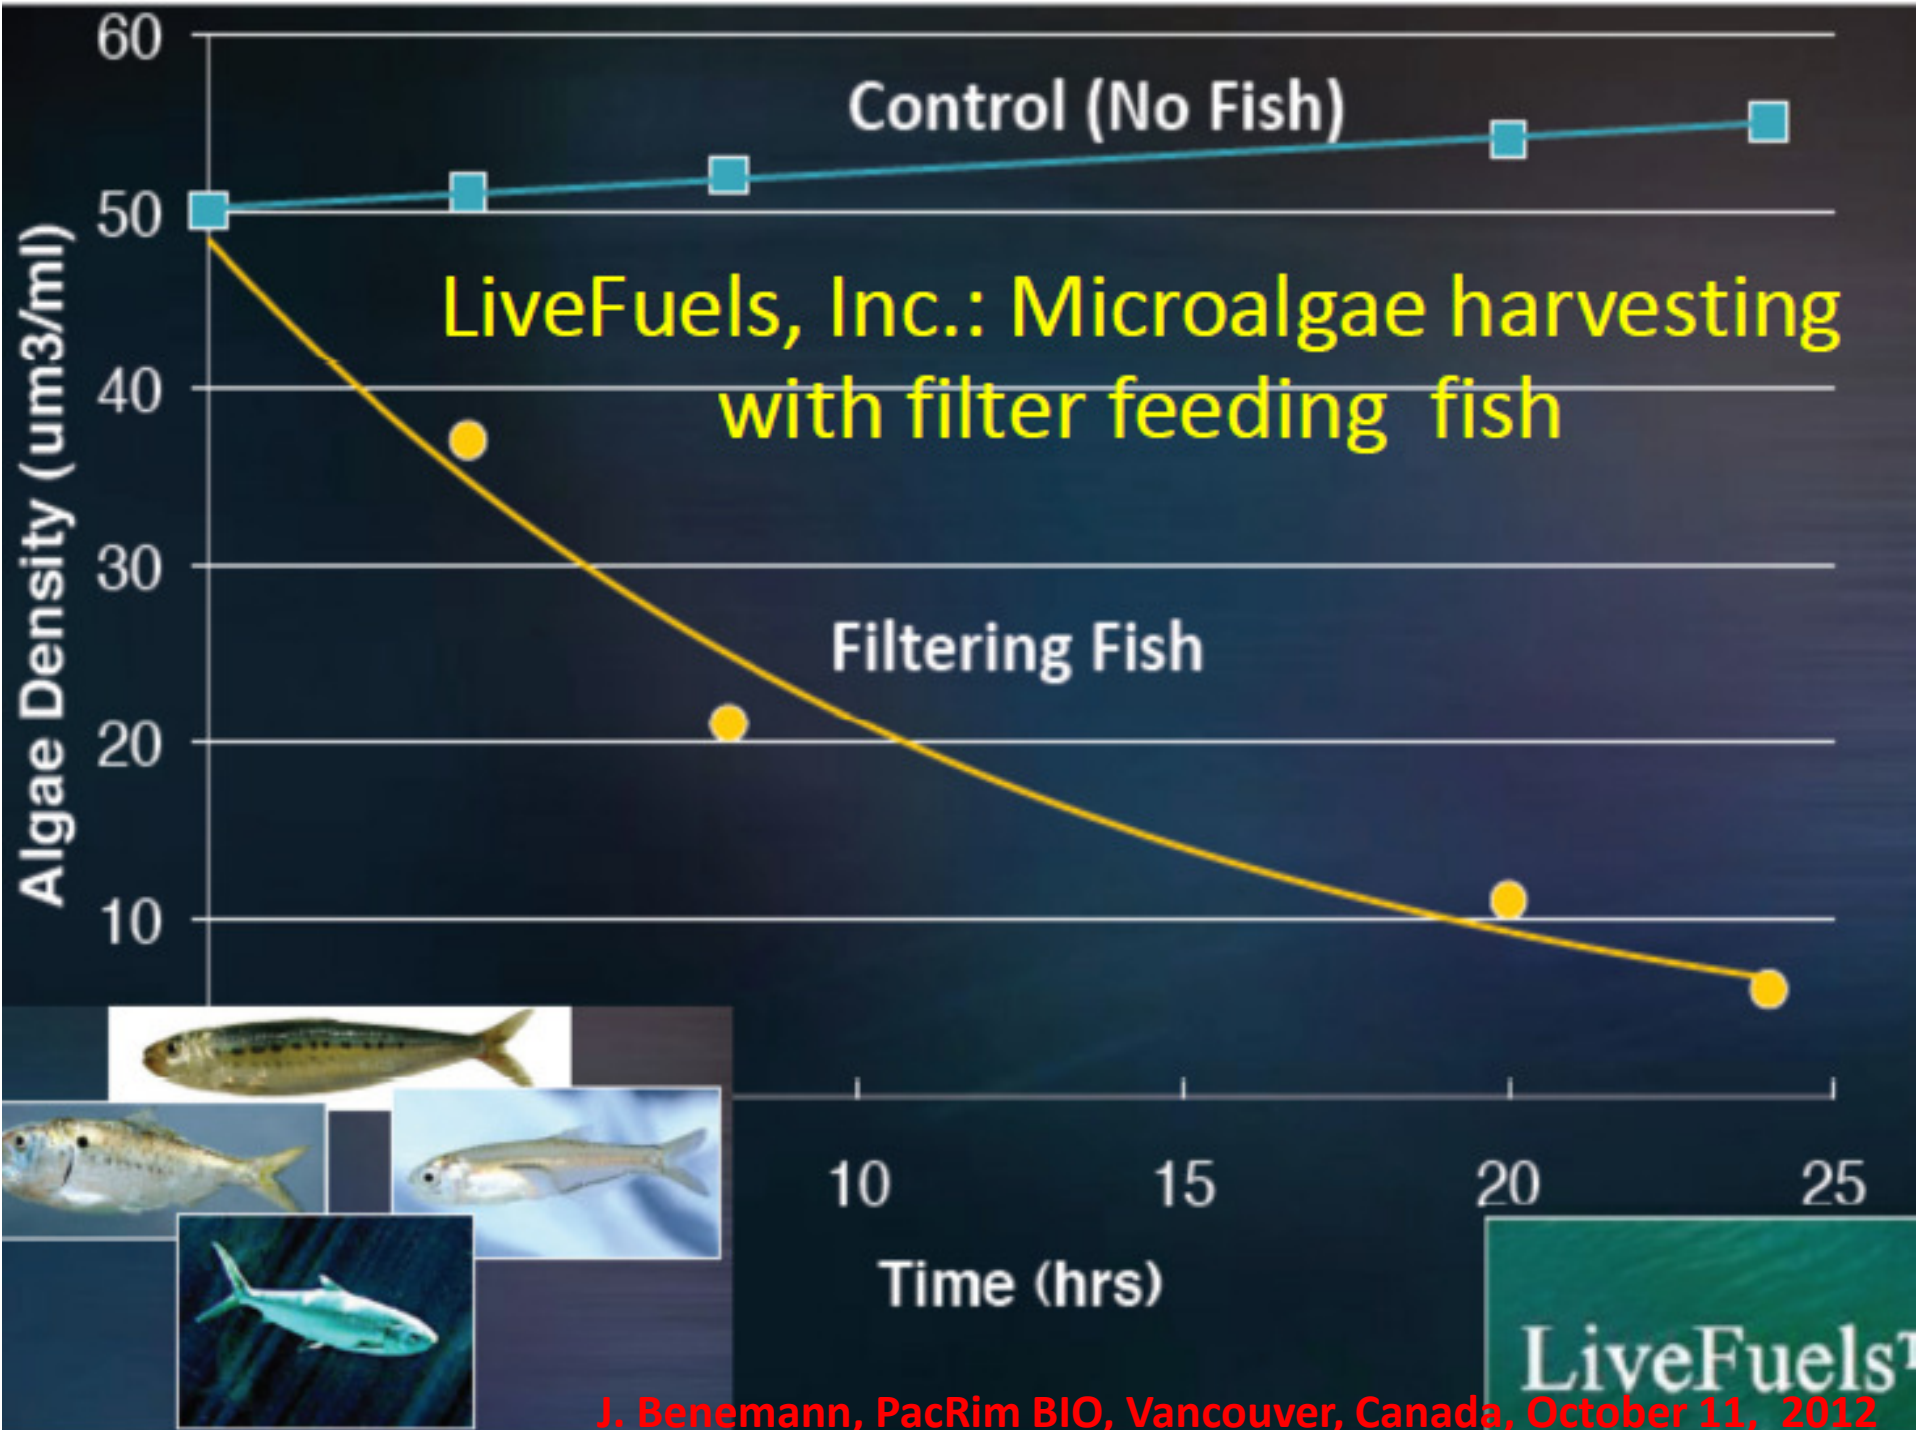 60
Control (No Fish)
50
LiveFuels, Inc.: Microalgae harvesting
with filter feeding fish
40
30
Filtering Fish
20
10
Algae Density (um3/ml)
10 15 20 25
Time (hrs)
LiveFuels™
J. Benemann, PacRim BIO, Vancouver, Canada, October 11, 2012